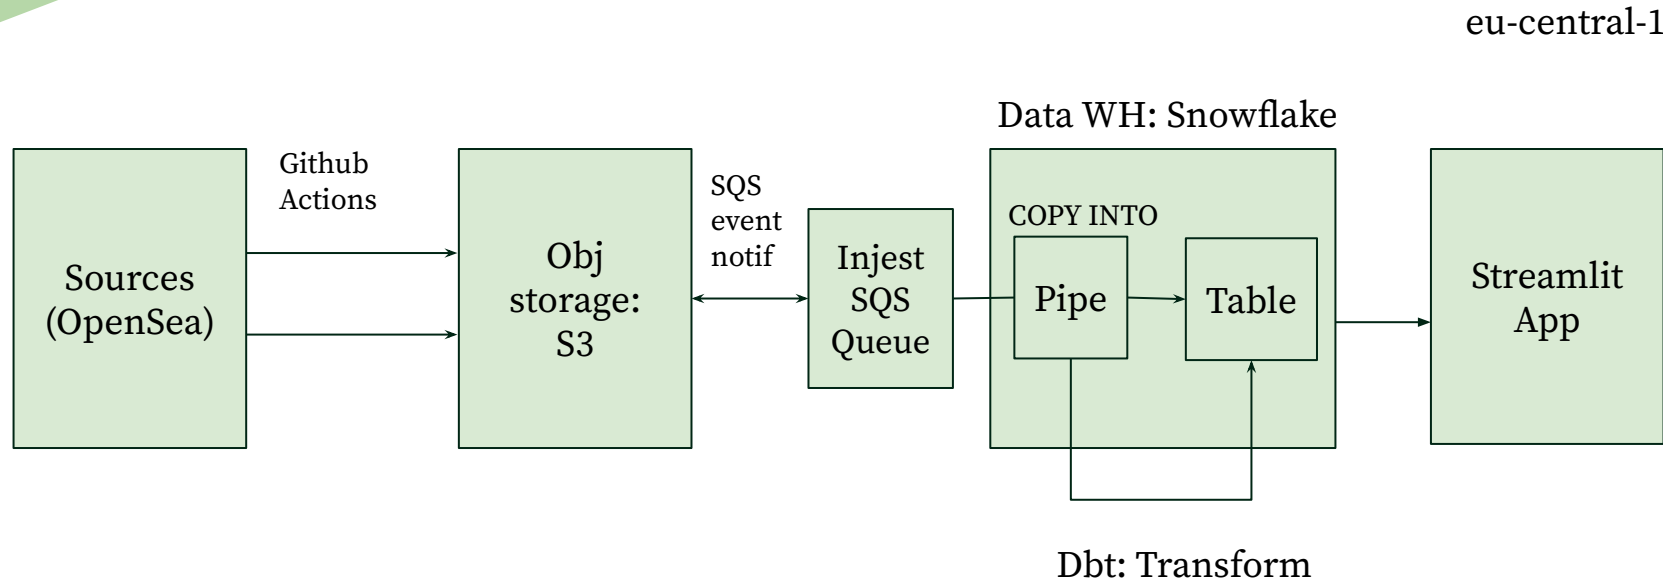 eu-central-1
Data WH: Snowflake
Github
Actions
SQS
event
notif
COPY INTO
Sources
(OpenSea)
Obj
storage:
S3
Injest
SQS
Queue
Pipe
Table
Streamlit
App
Dbt: Transform